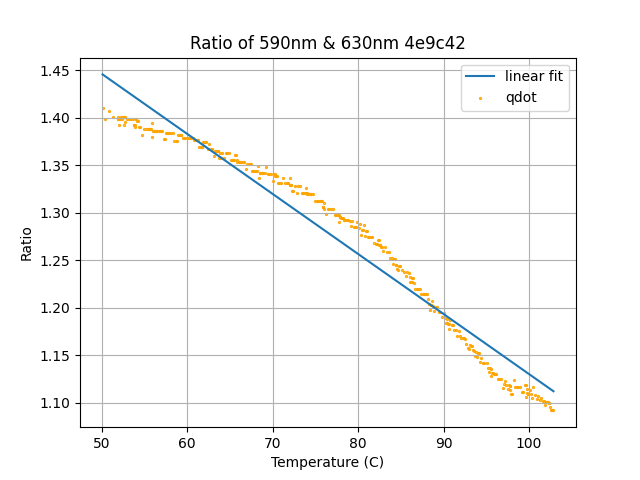 Ratio of 590nm & 630nm 4e9c42
linear fit
qdot
1.45
1.40
1.35
1.30
1.25
1.20
1.15
1.10
Ratio
50 60 70 80 90 100
Temperature (C)